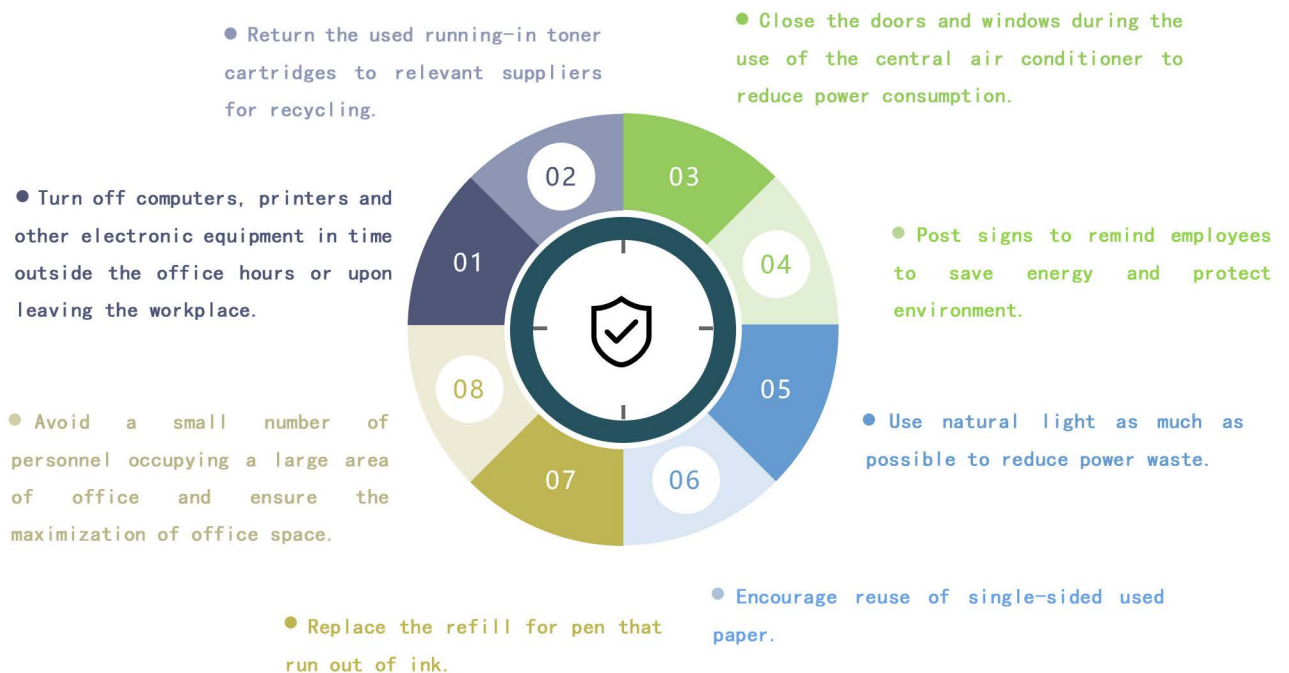 ● Turn off computers, printers and
other electronic equipment in time
outside the office hours or upon
leaving the workplace.
● Return the used running-in toner
cartridges to relevant suppliers
for recycling.
● Close the doors and windows during the
use of the central air conditioner to
reduce power consumption.
● Post signs to remind employees
to save energy and protect
environment.
● Use natural light as much as
possible to reduce power waste.
● Encourage reuse of single-sided used
paper.
● Replace the refill for pen that
run out of ink.
● Avoid a small number of
personnel occupying a large area
of office and ensure the
maximization of office space.
01
02
03
04
05
06
07
08